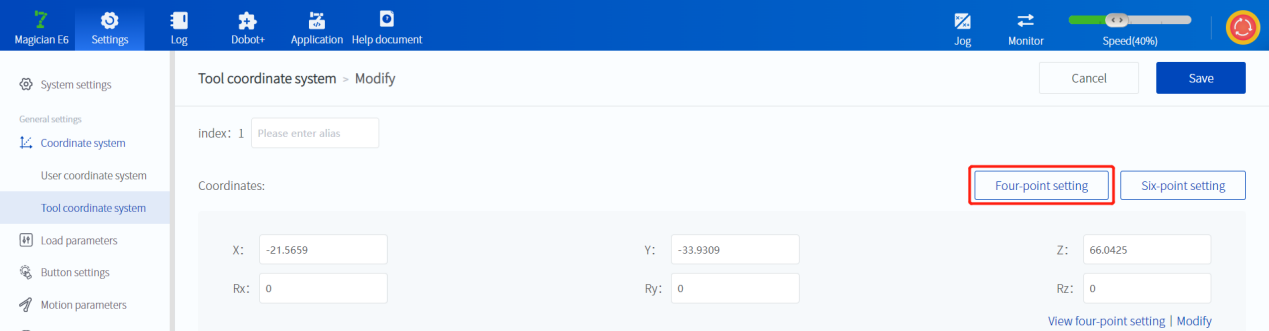 Magician E6 Settings Log Dobot+ Application Help document Jog Monitor Speed(40%)
System settings
General settings
Coordinate system
User coordinate system
Tool coordinate system
Load parameters
Button settings
Motion parameters
Tool coordinate system > Modify Cancel Save
index: 1 Please enter alias
Coordinates: Four-point setting Six-point setting
X: -21.5659 Y: -33.9309 Z: 66.0425
Rx: 0 Ry: 0 Rz: 0
View four-point setting | Modify